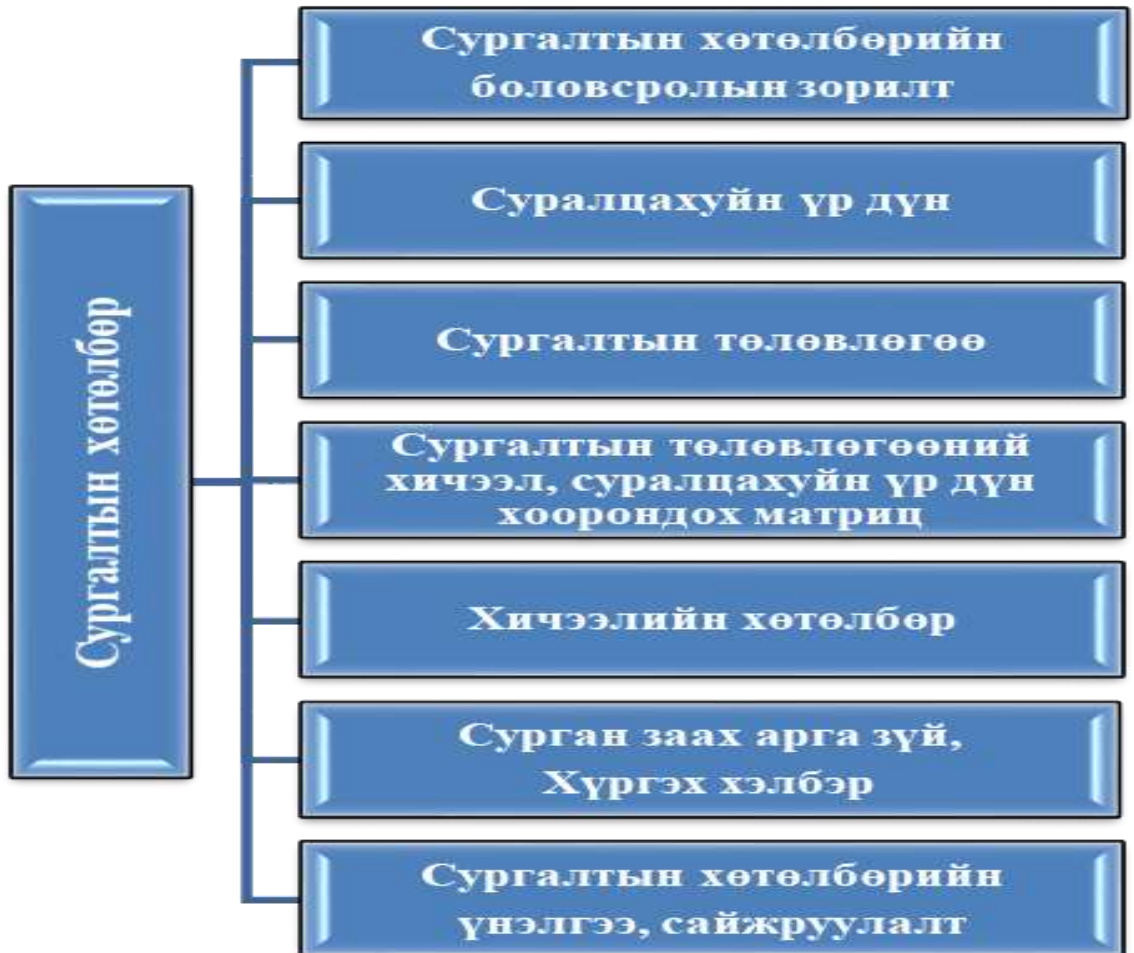 Сургалтын хөтөлбөр
Сургалтын хөтөлбөрийн
боловсролын зорилт
Суралцахуйн үр дүн
Сургалтын төлөвлөгөө
Сургалтын төлөвлөгөөний
хичээл, суралцахуйн үр дүн
хоорондох матриц
Хичээлийн хөтөлбөр
Сурган заах арга зүй,
Хүргэх хэлбэр
Сургалтын хөтөлбөрийн
үнэлгээ, сайжруулалт